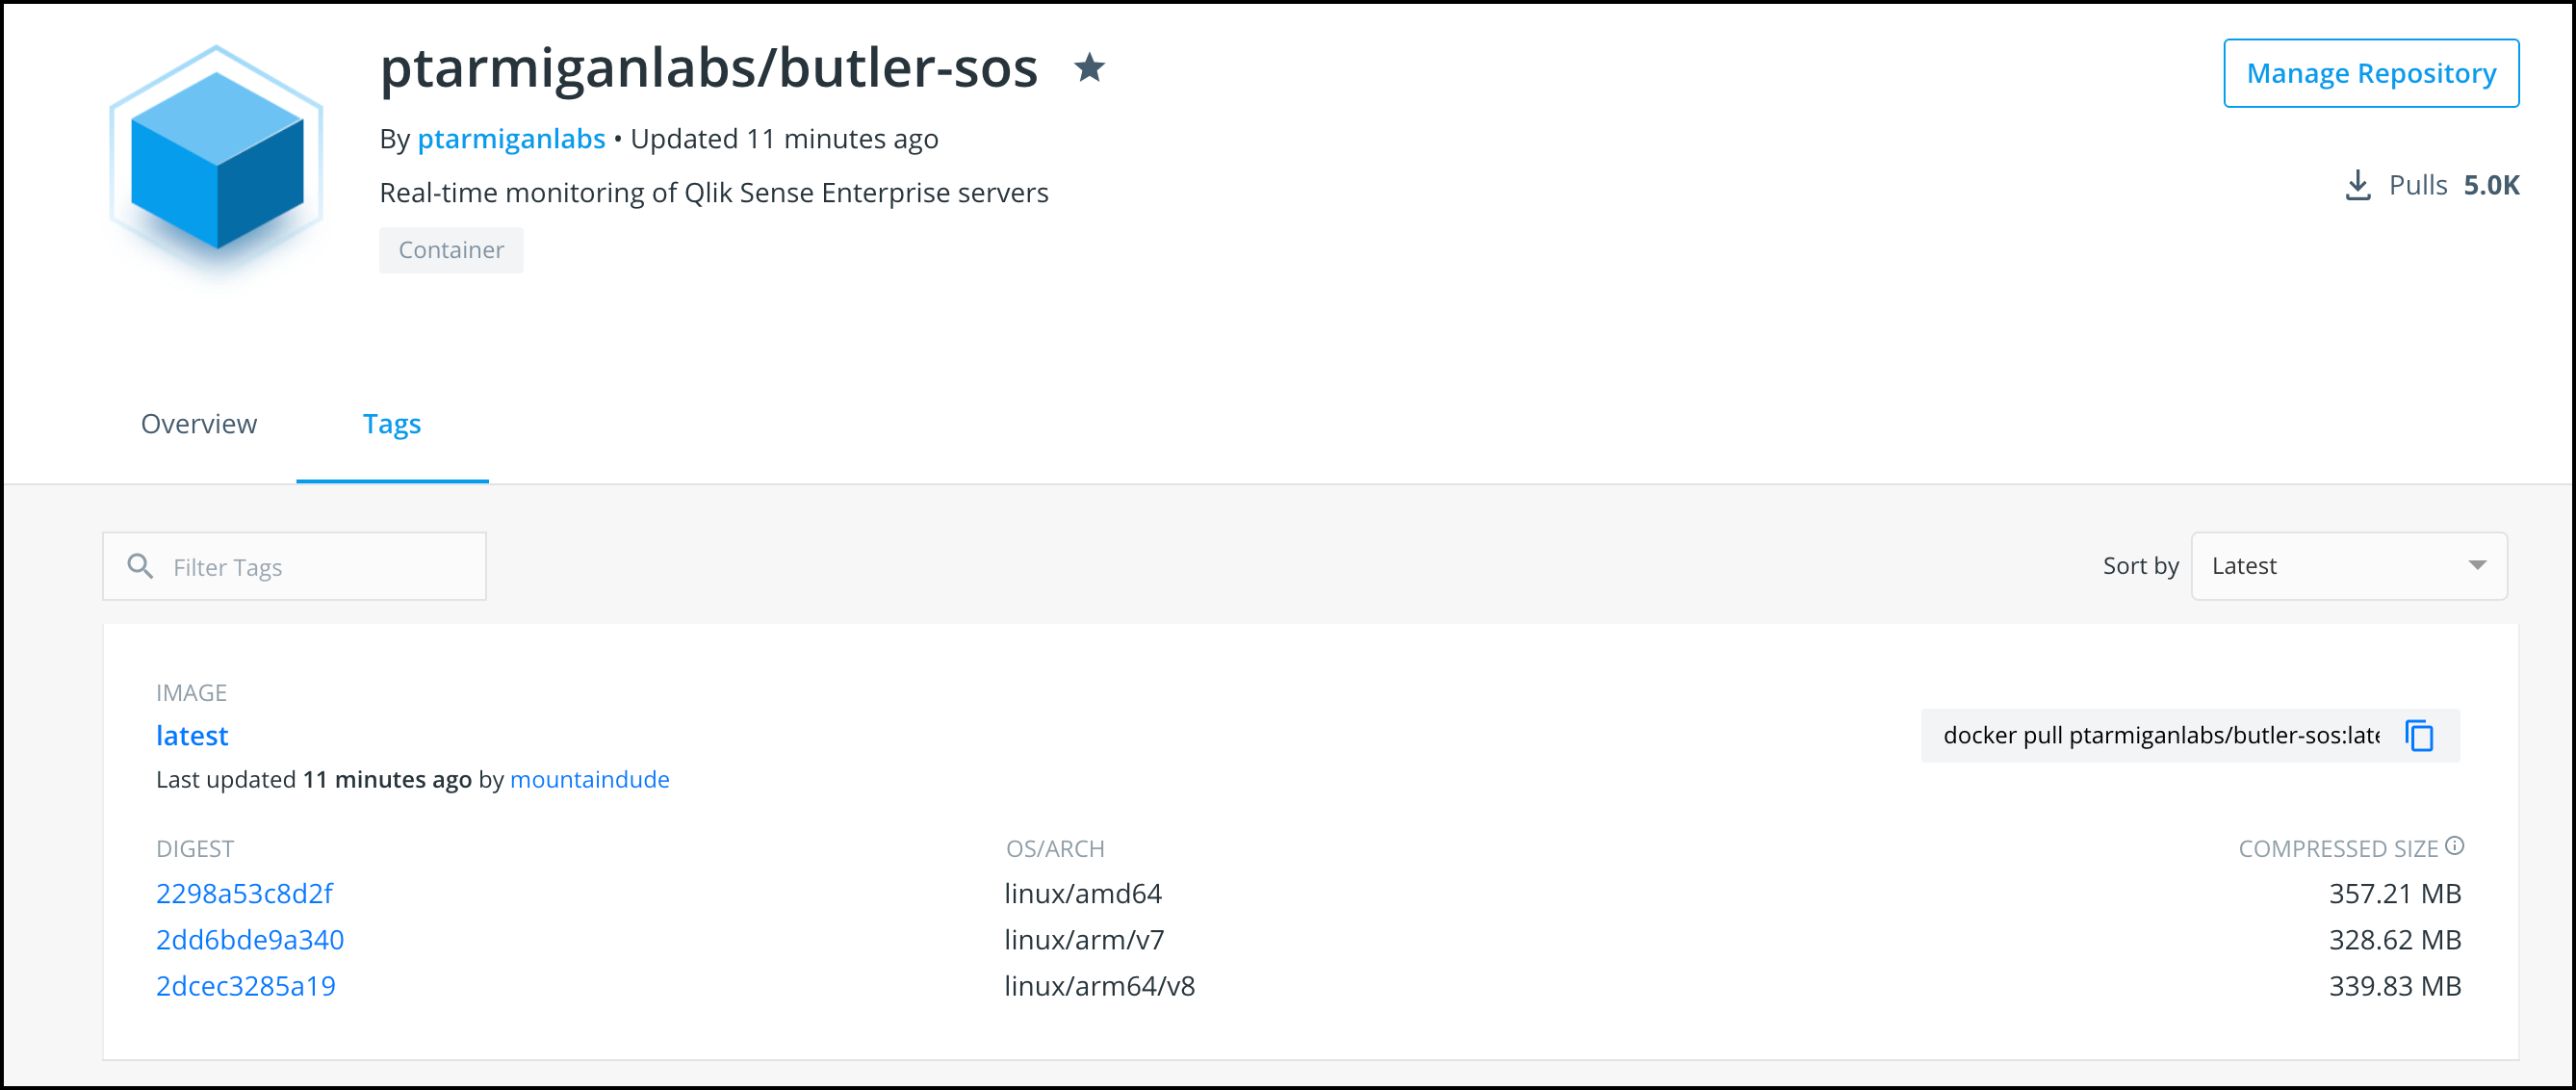 ptarmiganlabs/butler-sos
Manage Repository
By ptarmiganlabs • Updated 11 minutes ago
Pulls 5.0K
Real-time monitoring of Qlik Sense Enterprise servers
Container
Overview Tags
Filter Tags
Sort by Latest
IMAGE
latest
docker pull ptarmiganlabs/butler-sos:late
Last updated 11 minutes ago by mountaindude
DIGEST OS/ARCH COMPRESSED SIZE
2298a53c8d2f linux/amd64 357.21 MB
2dd6bde9a340 linux/arm/v7 328.62 MB
2dcec3285a19 linux/arm64/v8 339.83 MB